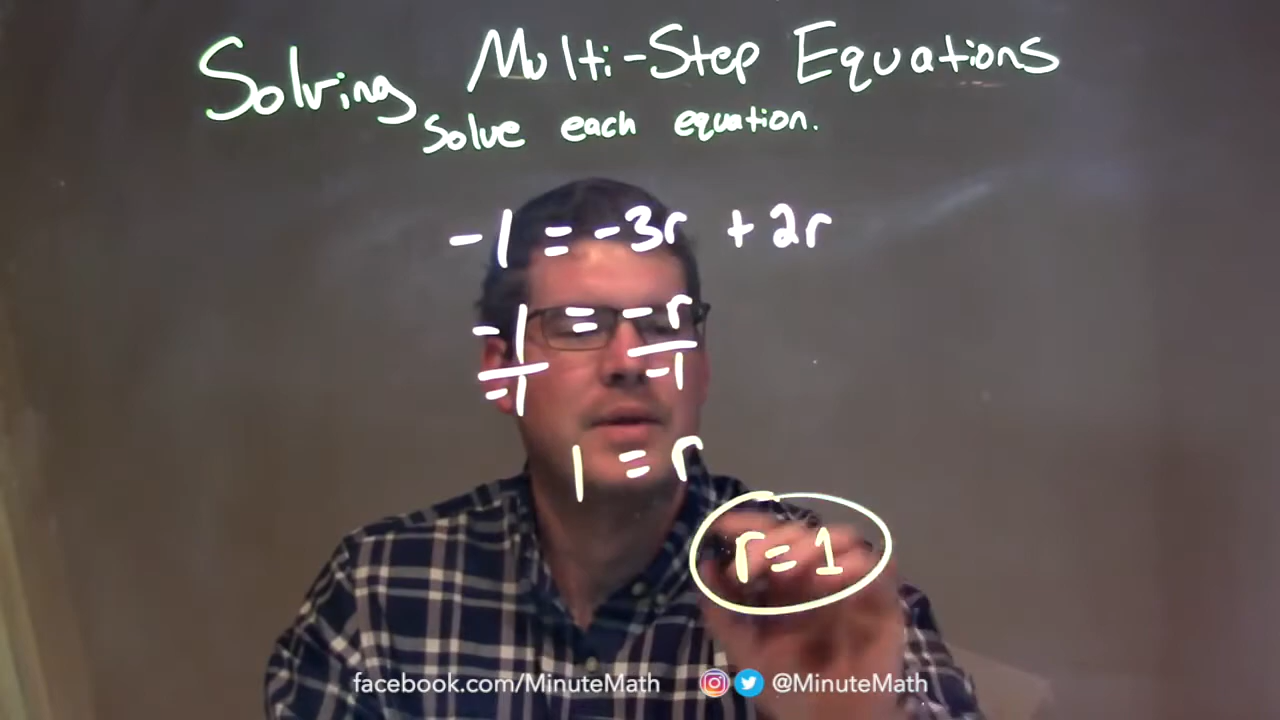 Solving Multi-Step Equations
Solve each equation.
-1 = -3r + 2r
-1 = -r
-1 -1
1 = r
r = 1
facebook.com/MinuteMath @MinuteMath